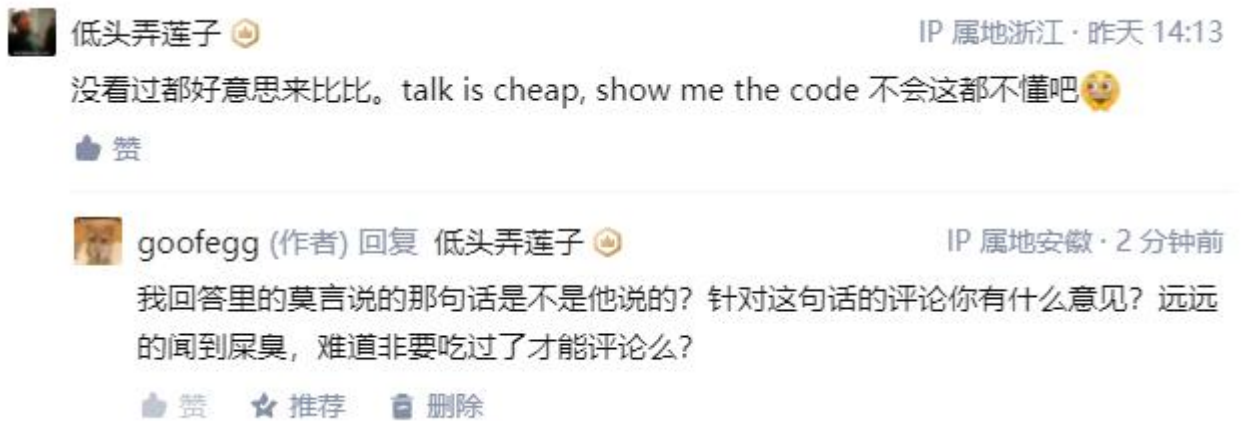 低头弄莲子 IP 属地浙江 · 昨天 14:13
没看过都好意思来比比。talk is cheap, show me the code 不会这都不懂吧
赞
goofegg (作者) 回复 低头弄莲子 IP 属地安徽 · 2 分钟前
我回答里的莫言说的那句话是不是他说的？针对这句话的评论你有什么意见？远远
的闻到屎臭，难道非要吃过了才能评论么？
赞 推荐 删除